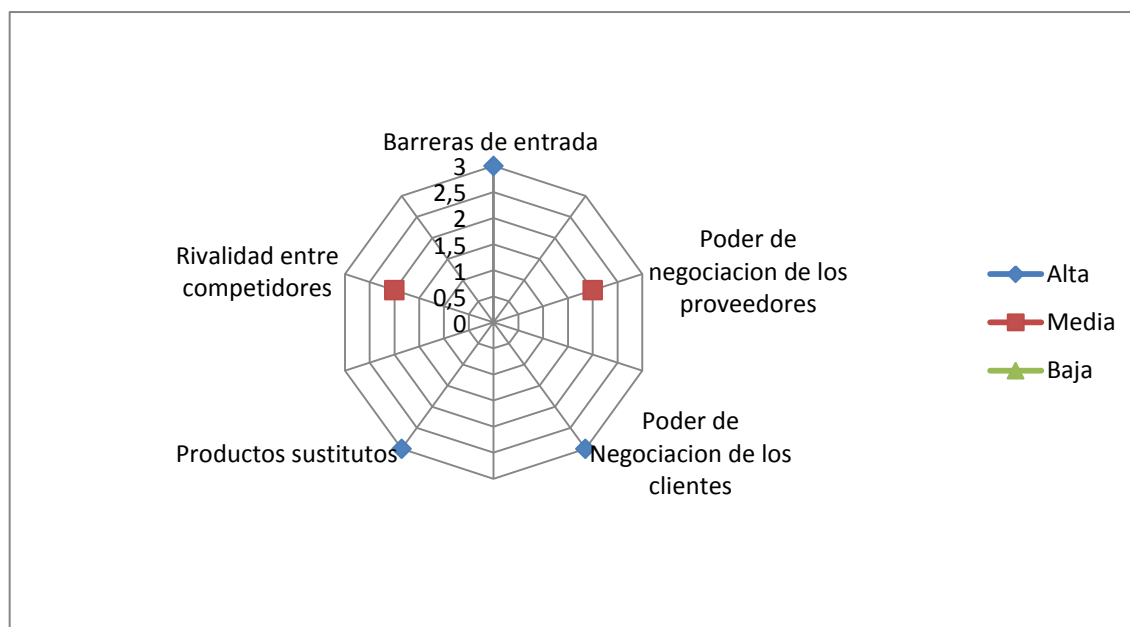 Barreras de entrada
3
2,5
2
1,5
1
0,5
0
Poder de
negociacion de los
proveedores
Poder de
Negociacion de los
clientes
Productos sustitutos
Rivalidad entre
competidores
Alta
Media
Baja